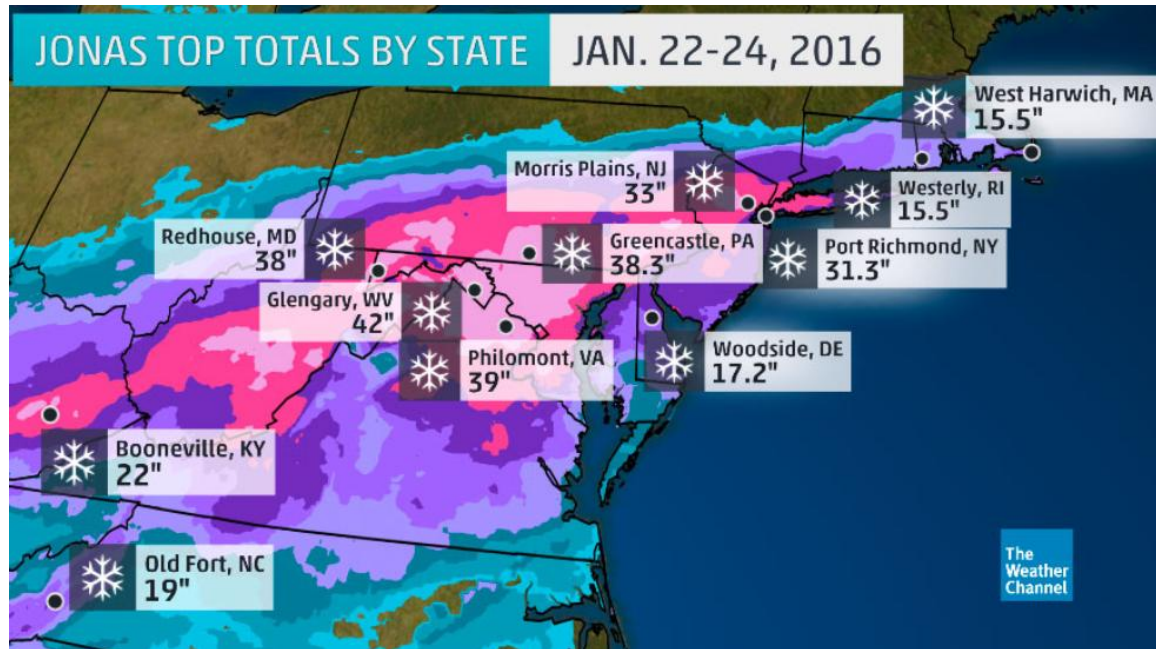 JONAS TOP TOTALS BY STATE
JAN. 22-24, 2016
West Harwich, MA
15.5"
Morris Plains, NJ
33"
Westerly, RI
15.5"
Redhouse, MD
38"
Greencastle, PA
38.3"
Port Richmond, NY
31.3"
Glengary, WV
42"
Philomont, VA
39"
Woodside, DE
17.2"
Booneville, KY
22"
Old Fort, NC
19"
The
Weather
Channel